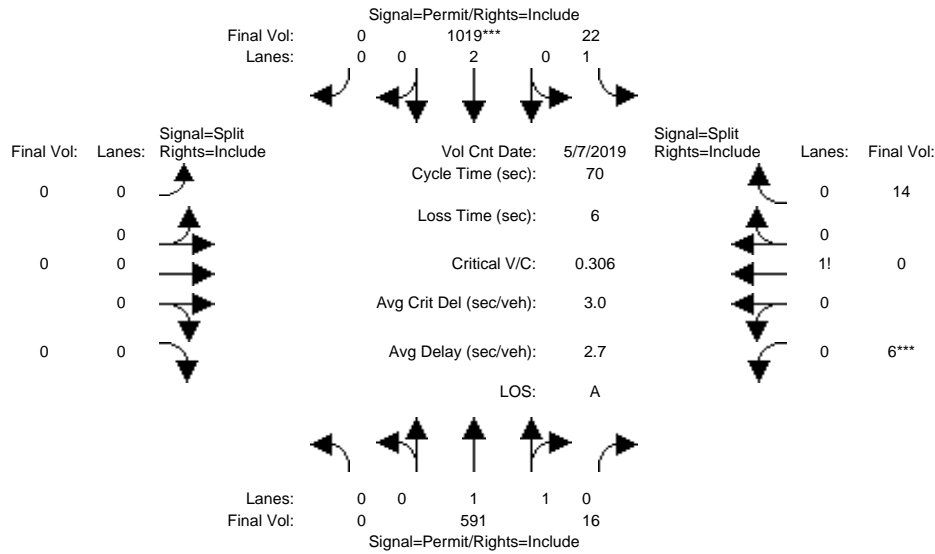 Signal=Permit/Rights=Include
Final Vol: 0 1019*** 22
Lanes: 0 0 2 0 1
Signal=Split Signal=Split
Final Vol: Lanes: Rights=Include Vol Cnt Date: 5/7/2019 Rights=Include Lanes: Final Vol:
Cycle Time (sec): 70
0 0 0 14
Loss Time (sec): 6
0 0
0 0 Critical V/C: 0.306 1! 0
0 Avg Crit Del (sec/veh): 3.0 0
0 0 Avg Delay (sec/veh): 2.7 0 6***
LOS: A
Lanes: 0 0 1 1 0
Final Vol: 0 591 16
Signal=Permit/Rights=Include